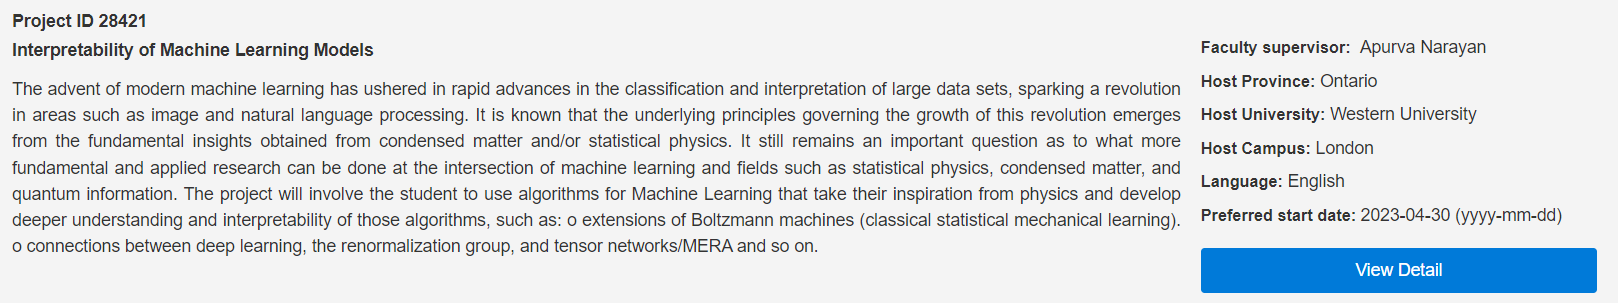 Project ID 28421
Interpretability of Machine Learning Models
The advent of modern machine learning has ushered in rapid advances in the classification and interpretation of large data sets, sparking a revolution
in areas such as image and natural language processing. It is known that the underlying principles governing the growth of this revolution emerges
from the fundamental insights obtained from condensed matter and/or statistical physics. It still remains an important question as to what more
fundamental and applied research can be done at the intersection of machine learning and fields such as statistical physics, condensed matter, and
quantum information. The project will involve the student to use algorithms for Machine Learning that take their inspiration from physics and develop
deeper understanding and interpretability of those algorithms, such as: o extensions of Boltzmann machines (classical statistical mechanical learning).
o connections between deep learning, the renormalization group, and tensor networks/MERA and so on.
Faculty supervisor: Apurva Narayan
Host Province: Ontario
Host University: Western University
Host Campus: London
Language: English
Preferred start date: 2023-04-30 (yyyy-mm-dd)
View Detail